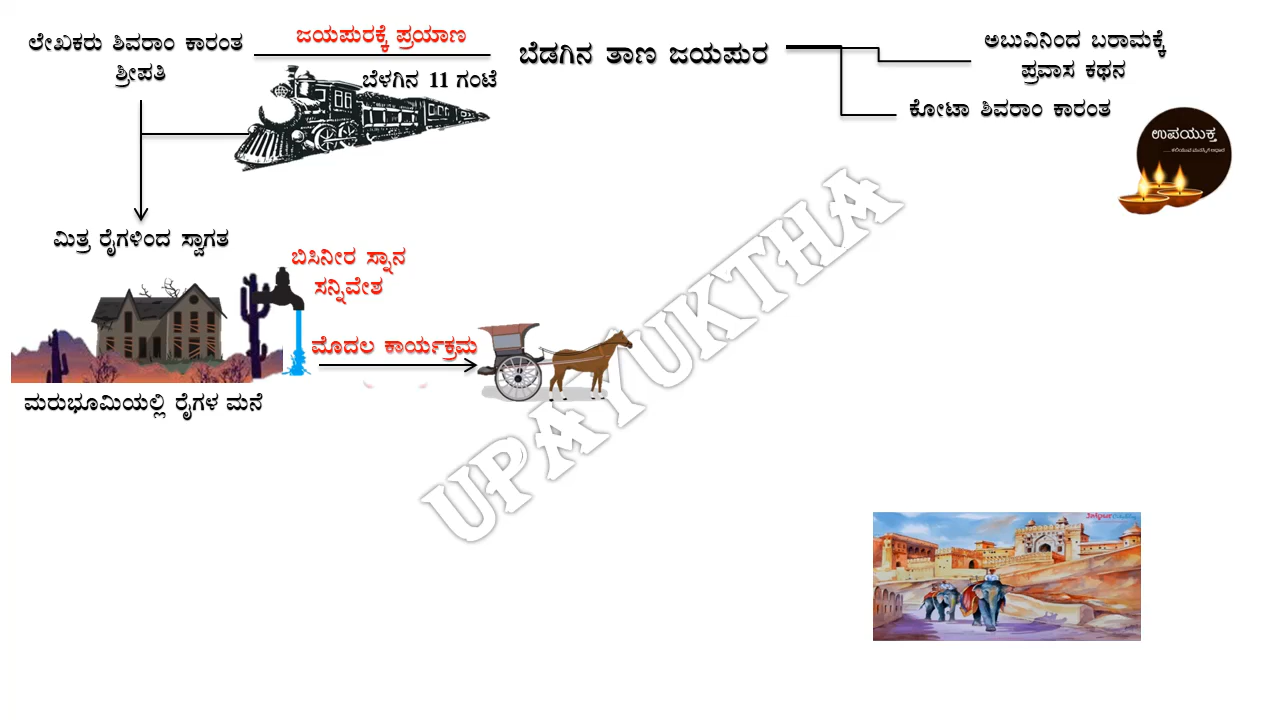 ಲೇಖಕರು ಶಿವರಾಂ ಕಾರಂತ
ಶ್ರೀಪತಿ
ಜಯಪುರಕ್ಕೆ ಪ್ರಯಾಣ
ಬೆಳಗಿನ 11 ಗಂಟೆ
ಬೆಡಗಿನ ತಾಣ ಜಯಪುರ
ಅಬುವಿನಿಂದ ಬರಾಮಕ್ಕೆ
ಪ್ರವಾಸ ಕಥನ
ಕೋಟಾ ಶಿವರಾಂ ಕಾರಂತ
ಉಪಯುಕ್ತ
ಮಿತ್ರ ರೈಗಳಿಂದ ಸ್ವಾಗತ
ಬಿಸಿನೀರ ಸ್ನಾನ
ಸನ್ನಿವೇಶ
ಮೊದಲ ಕಾರ್ಯಕ್ರಮ
ಮರುಭೂಮಿಯಲ್ಲಿ ರೈಗಳ ಮನೆ
UPAYUKTHA